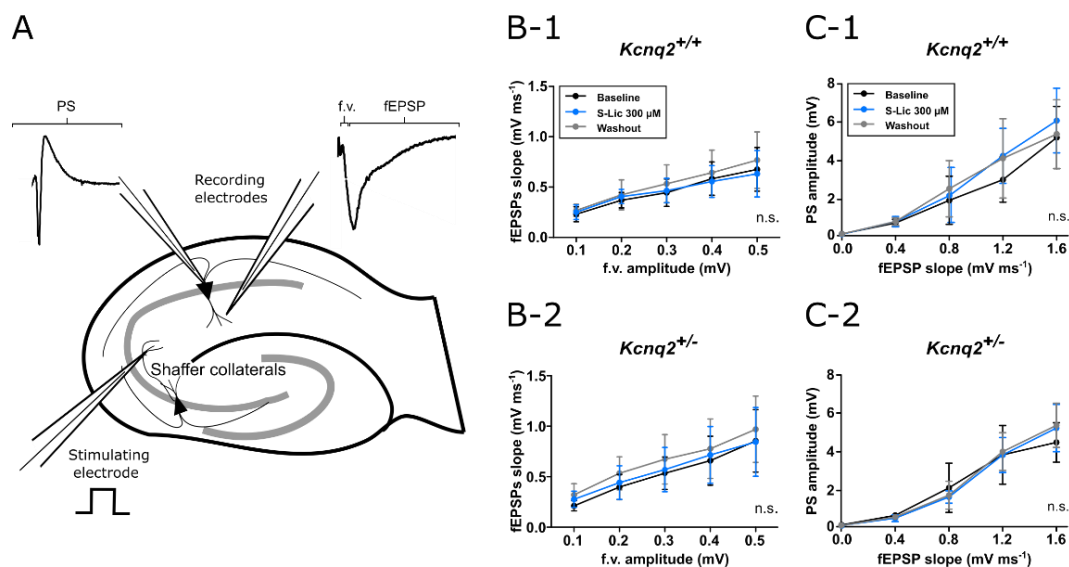 A
PS
f.v.
fEPSP
Recording
electrodes
Shaffer collaterals
Stimulating
electrode
B-1
Kcnq2+/+
fEPSPs slope (mV ms-1)
1.5
1.0
0.5
0.0
Baseline
S-Lic 300 µM
Washout
n.s.
0.1 0.2 0.3 0.4 0.5
f.v. amplitude (mV)
C-1
Kcnq2+/+
PS amplitude (mV)
8
6
4
2
0
Baseline
S-Lic 300 µM
Washout
n.s.
0.0 0.4 0.8 1.2 1.6
fEPSP slope (mV ms-1)
B-2
Kcnq2+/-
fEPSPs slope (mV ms-1)
1.5
1.0
0.5
0.0
n.s.
0.1 0.2 0.3 0.4 0.5
f.v. amplitude (mV)
C-2
Kcnq2+/-
PS amplitude (mV)
8
6
4
2
0
n.s.
0.0 0.4 0.8 1.2 1.6
fEPSP slope (mV ms-1)